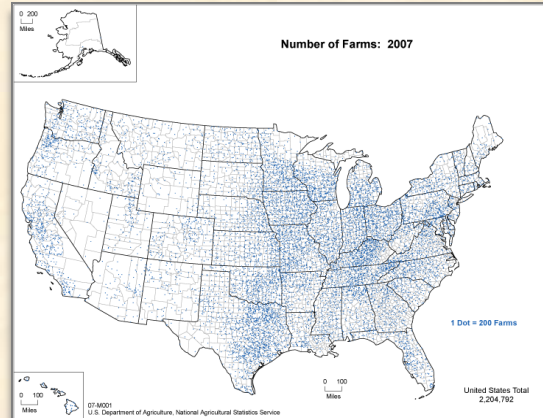 0 200
Miles
Number of Farms: 2007
1 Dot = 200 Farms
0 100
Miles
07-M001
U.S. Department of Agriculture, National Agricultural Statistics Service
0 100
Miles
United States Total
2,204,792